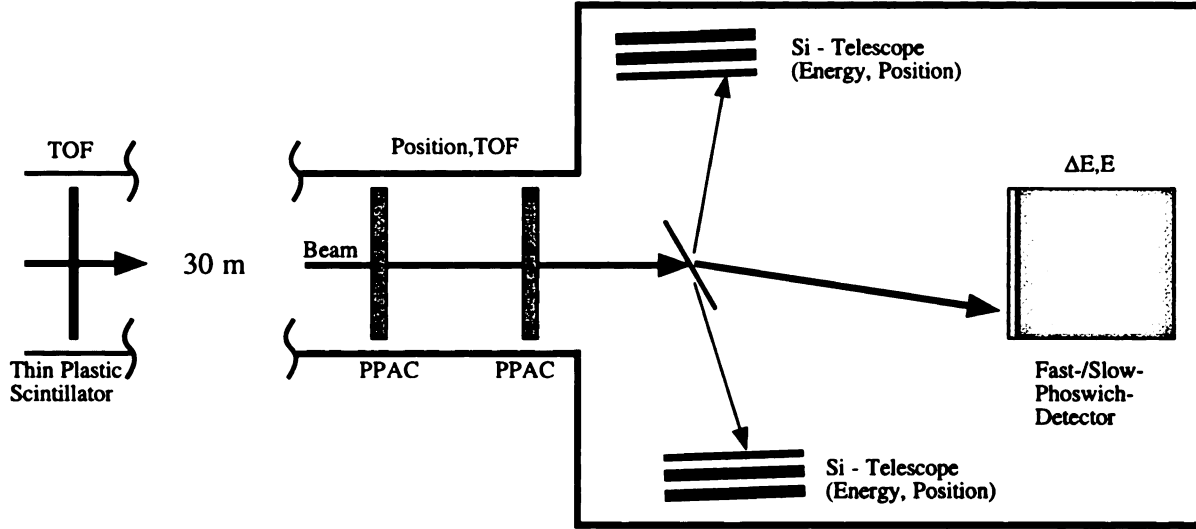 Si - Telescope
(Energy, Position)
TOF
Position,TOF
ΔE,E
Beam
30 m
Thin Plastic
Scintillator
PPAC
PPAC
Fast-/Slow-
Phoswich-
Detector
Si - Telescope
(Energy, Position)